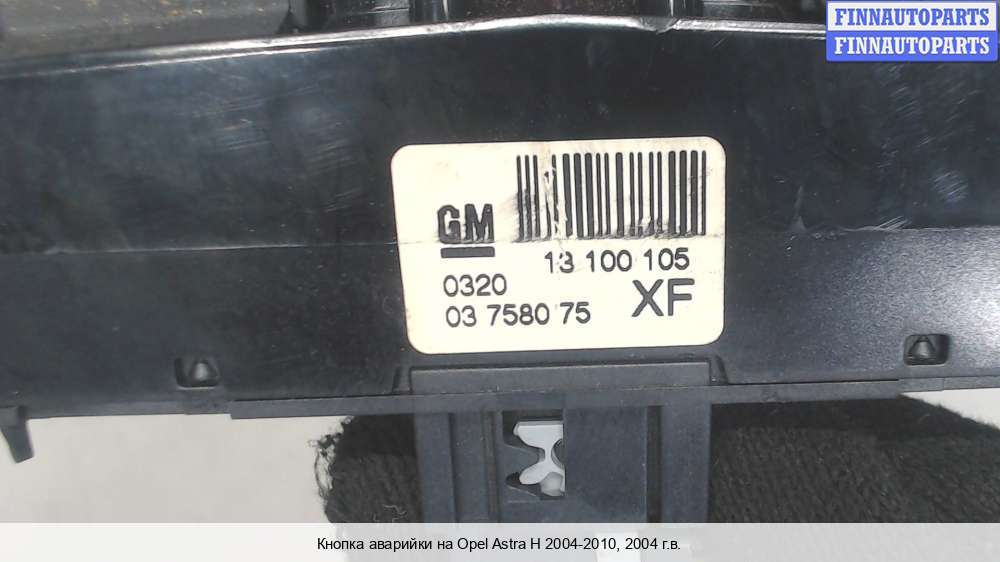 FINNAUTOPARTS
FINNAUTOPARTS
GM
13 100 105
0320
XF
03 7580 75
Кнопка аварийки на Opel Astra H 2004-2010, 2004 г.в.